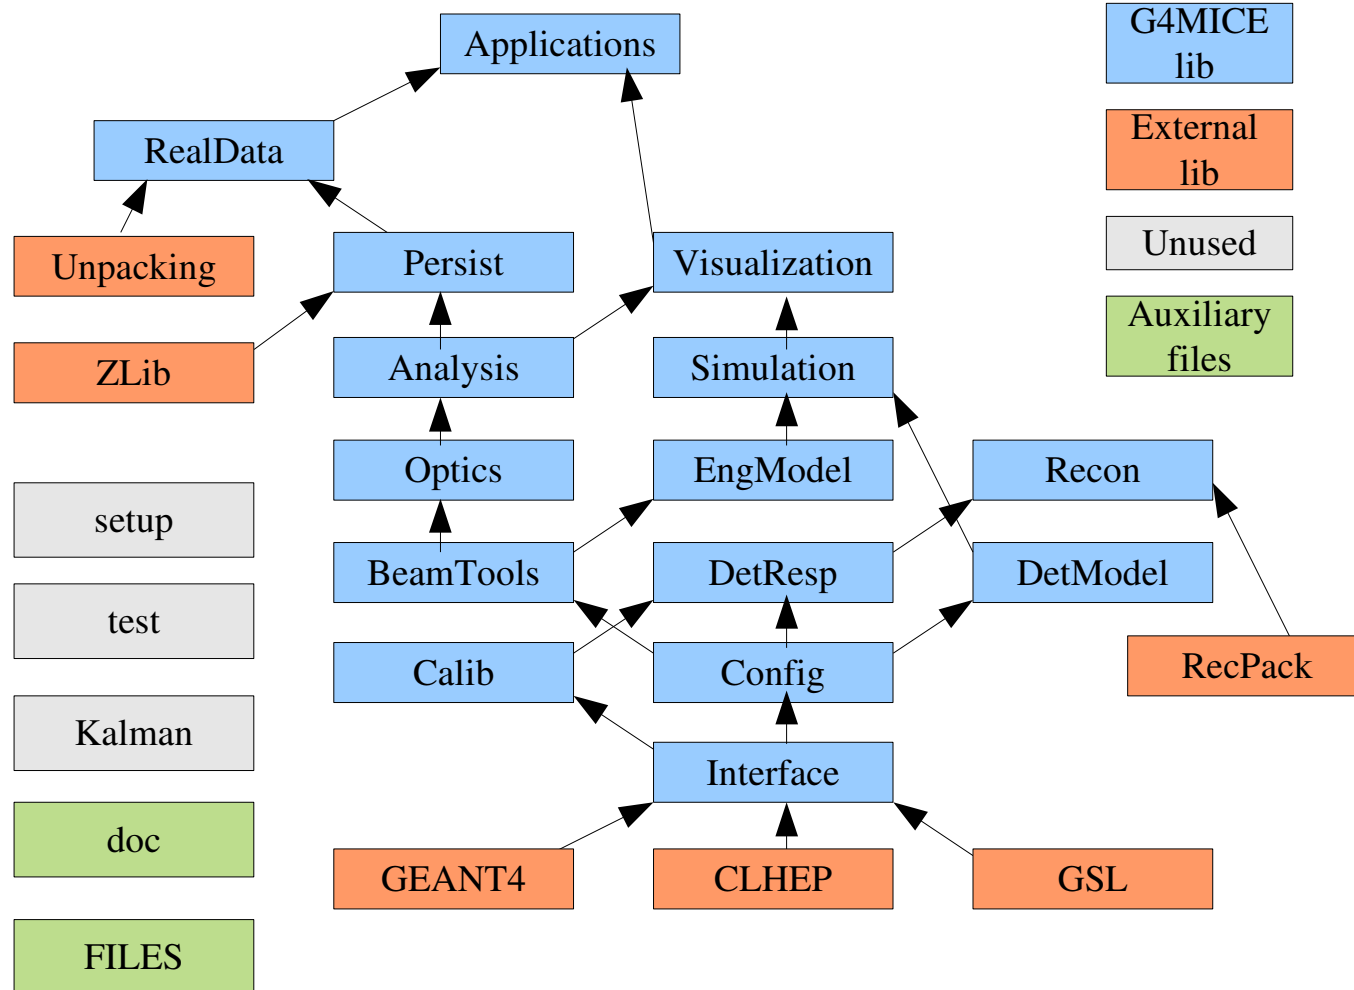 Applications
G4MICE
lib
RealData
External
lib
Unpacking
Persist
Visualization
Unused
ZLib
Analysis
Simulation
Auxiliary
files
Optics
EngModel
Recon
setup
BeamTools
DetResp
DetModel
test
Calib
Config
RecPack
Kalman
Interface
doc
GEANT4
CLHEP
GSL
FILES